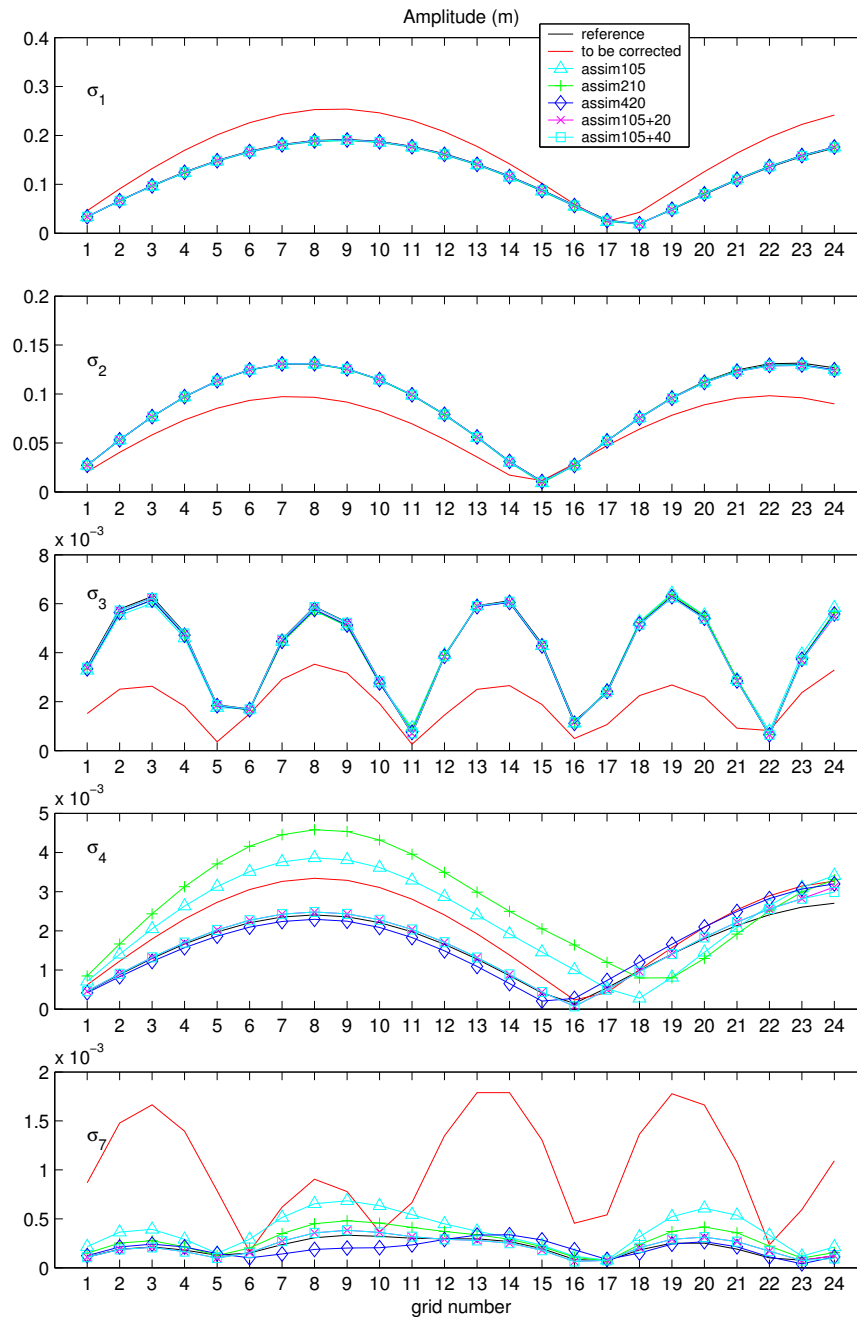 Amplitude (m)
reference
to be corrected
assim105
assim210
assim420
assim105+20
assim105+40
0.4
0.3
0.2
0.1
0
σ1
1 2 3 4 5 6 7 8 9 10 11 12 13 14 15 16 17 18 19 20 21 22 23 24
0.2
0.15
0.1
0.05
0
σ2
1 2 3 4 5 6 7 8 9 10 11 12 13 14 15 16 17 18 19 20 21 22 23 24
x 10−3
8
6
4
2
0
σ3
1 2 3 4 5 6 7 8 9 10 11 12 13 14 15 16 17 18 19 20 21 22 23 24
x 10−3
5
4
3
2
1
0
σ4
1 2 3 4 5 6 7 8 9 10 11 12 13 14 15 16 17 18 19 20 21 22 23 24
x 10−3
2
1.5
1
0.5
0
σ7
1 2 3 4 5 6 7 8 9 10 11 12 13 14 15 16 17 18 19 20 21 22 23 24
grid number